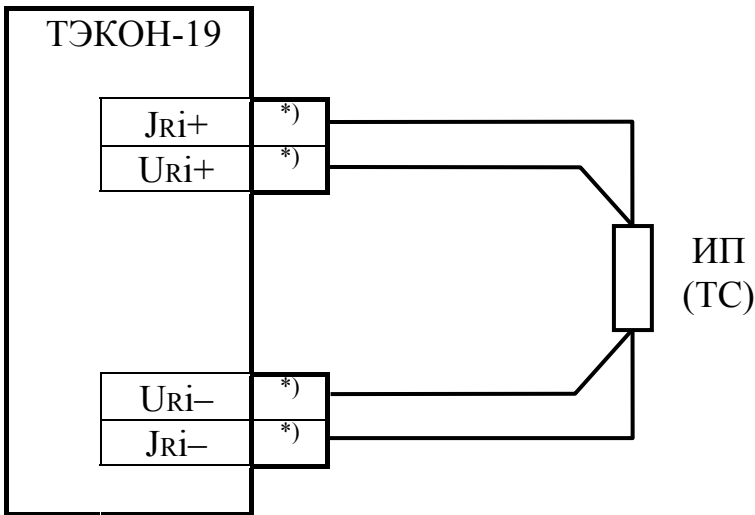 ТЭКОН-19
JRi+ *)
URi+ *)
ИП
(ТС)
URi– *)
JRi– *)